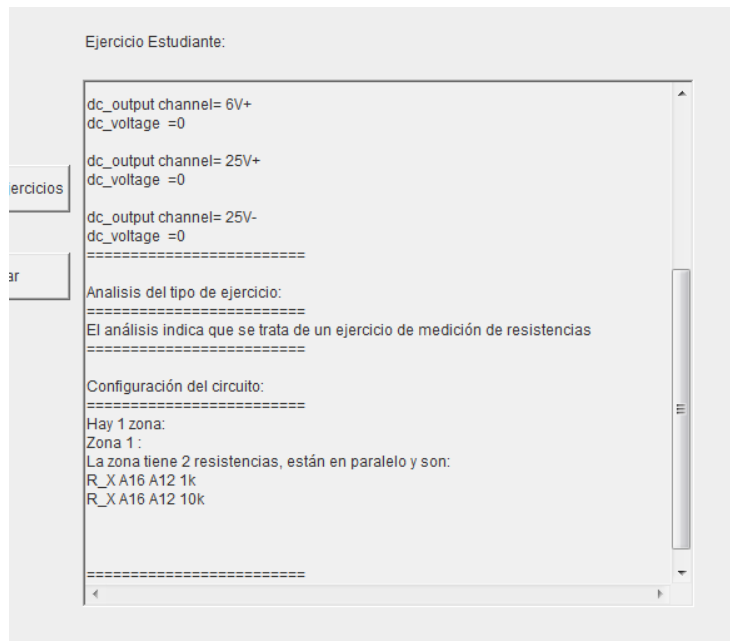 Ejercicio Estudiante:
dc_output channel= 6V+
dc_voltage =0
dc_output channel= 25V+
dc_voltage =0
ercicios
dc_output channel= 25V-
dc_voltage =0
=========================
ar
Analisis del tipo de ejercicio:
=========================
El análisis indica que se trata de un ejercicio de medición de resistencias
=========================
Configuración del circuito:
=========================
Hay 1 zona:
Zona 1 :
La zona tiene 2 resistencias, están en paralelo y son:
R_X A16 A12 1k
R_X A16 A12 10k
=========================